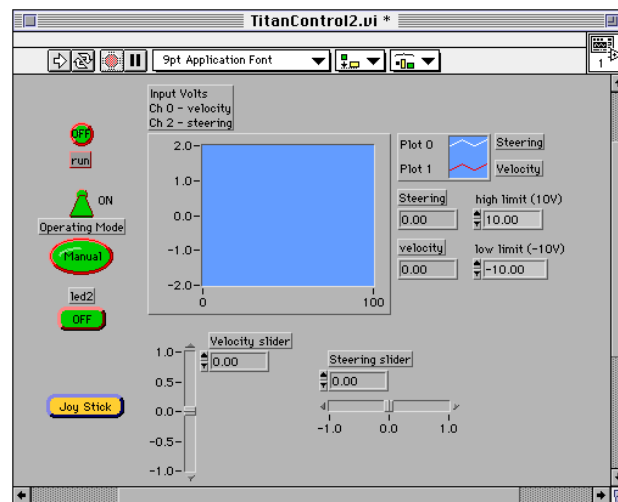 TitanControl2.vi *
9pt Application Font
1
Input Volts
Ch 0 - velocity
Ch 2 - steering
OFF
run
ON
Operating Mode
Manual
led2
OFF
Joy Stick
2.0
1.0
0.0
-1.0
-2.0
0 100
Plot 0 Steering
Plot 1 Velocity
Steering high limit (10V)
0.00 10.00
velocity low limit (-10V)
0.00 -10.00
Velocity slider
0.00
1.0
0.5
0.0
-0.5
-1.0
Steering slider
0.00
-1.0 0.0 1.0